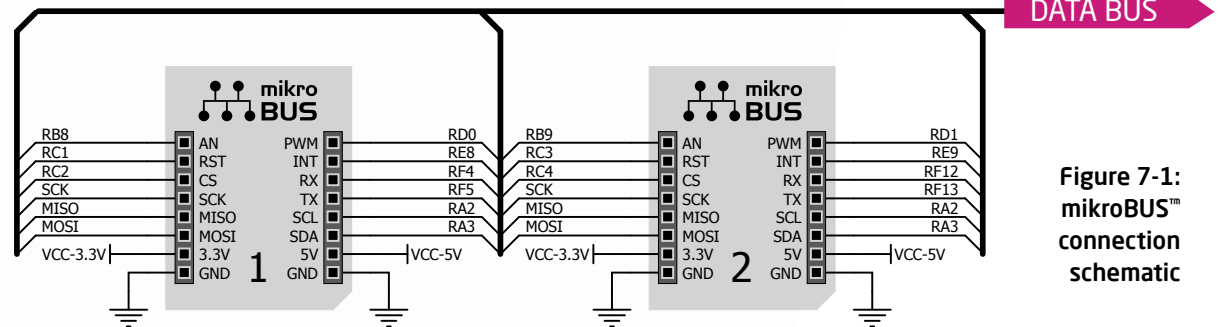 DATA BUS
mikro
BUS
RB8 AN PWM RD0
RC1 RST INT RE8
RC2 CS RX RF4
SCK SCK TX RF5
MISO MISO SCL RA2
MOSI MOSI SDA RA3
VCC-3.3V 3.3V 5V VCC-5V
GND 1 GND
mikro
BUS
RB9 AN PWM RD1
RC3 RST INT RE9
RC4 CS RX RF12
SCK SCK TX RF13
MISO MISO SCL RA2
MOSI MOSI SDA RA3
VCC-3.3V 3.3V 5V VCC-5V
GND 2 GND
Figure 7-1:
mikroBUS™
connection
schematic